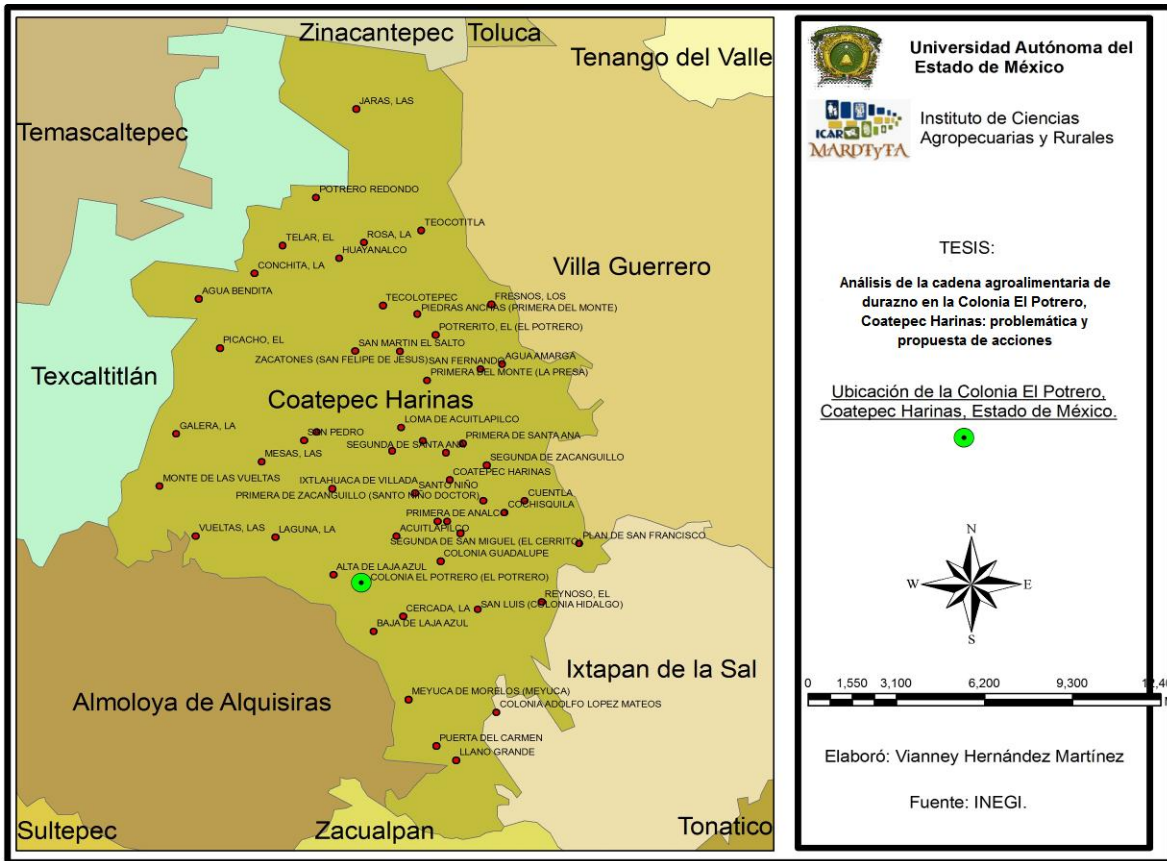 Zinacantepec
Toluca
Tenango del Valle
JARAS, LAS
Temascaltepec
POTRERO REDONDO
TEOCOTITLA
TELAR, EL
ROSA, LA
HUAYANALCO
CONCHITA, LA
Villa Guerrero
AGUA BENDITA
TECOLOTEPEC
FRESNOS, LOS
PIEDRAS ANCHAS (PRIMERA DEL MONTE)
POTRERITO, EL (EL POTRERO)
PICACHO, EL
SAN MARTIN EL SALTO
ZACATONES (SAN FELIPE DE JESUS)
SAN FERNANDO
AGUA AMARGA
PRIMERA DEL MONTE (LA PRESA)
Texcaltitlán
Coatepec Harinas
LOMA DE ACUITLAPILCO
GALERA, LA
SAN PEDRO
PRIMERA DE SANTA ANA
SEGUNDA DE SANTA ANA
MESAS, LAS
SEGUNDA DE ZACANGUILLO
COATEPEC HARINAS
MONTE DE LAS VUELTAS
IXTLAHUACA DE VILLADA
SANTO NIÑO
PRIMERA DE ZACANGUILLO (SANTO NIÑO DOCTOR)
CUENTLA
COCHISQUILA
PRIMERA DE ANALCO
VUELTAS, LAS
LAGUNA, LA
ACUITLAPILCO
SEGUNDA DE SAN MIGUEL (EL CERRITO)
PLAN DE SAN FRANCISCO
COLONIA GUADALUPE
ALTA DE LAJA AZUL
COLONIA EL POTRERO (EL POTRERO)
REYNOSO, EL
CERCADA, LA
SAN LUIS (COLONIA HIDALGO)
BAJA DE LAJA AZUL
Ixtapan de la Sal
Almoloya de Alquisiras
MEYUCA DE MORELOS (MEYUCA)
COLONIA ADOLFO LOPEZ MATEOS
PUERTA DEL CARMEN
LLANO GRANDE
Sultepec
Zacualpan
Tonatico
Universidad Autónoma del
Estado de México
ICAR
MARDTyTA
Instituto de Ciencias
Agropecuarias y Rurales
TESIS:
Análisis de la cadena agroalimentaria de
durazno en la Colonia El Potrero,
Coatepec Harinas: problemática y
propuesta de acciones
Ubicación de la Colonia El Potrero,
Coatepec Harinas, Estado de México.
N
W
E
S
0 1,550 3,100 6,200 9,300
Elaboró: Vianney Hernández Martínez
Fuente: INEGI.